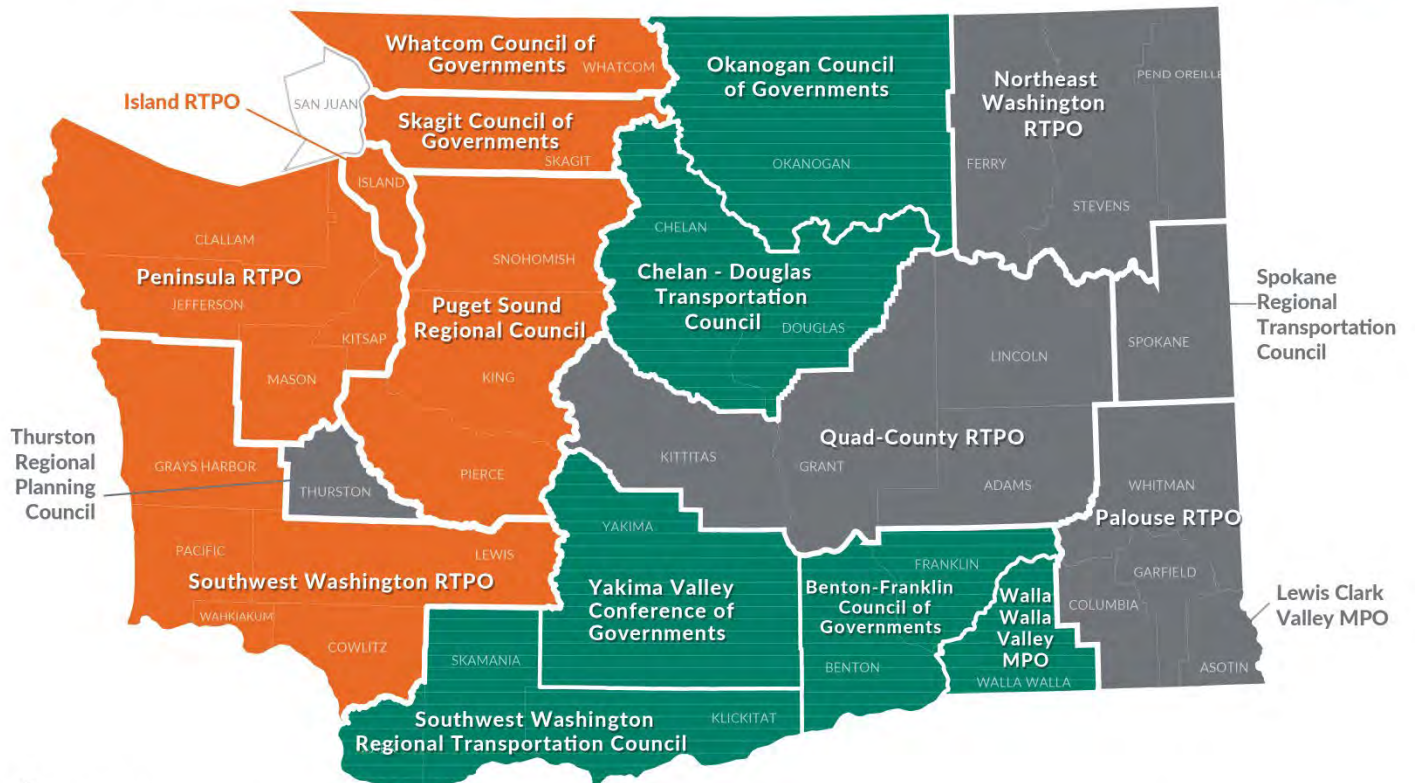 Whatcom Council of
Governments
WHATCOM
Okanogan Council
of Governments
OKANOGAN
Northeast
Washington
RTPO
PEND OREILLE
FERRY
STEVENS
Island RTPO
SAN JUAN
Skagit Council of
Governments
SKAGIT
ISLAND
CLALLAM
Peninsula RTPO
JEFFERSON
KITSAP
MASON
SNOHOMISH
Puget Sound
Regional Council
KING
PIERCE
CHELAN
Chelan - Douglas
Transportation
Council
DOUGLAS
LINCOLN
SPOKANE
Spokane
Regional
Transportation
Council
Thurston
Regional
Planning
Council
GRAYS HARBOR
THURSTON
KITTITAS
Quad-County RTPO
GRANT
ADAMS
WHITMAN
Palouse RTPO
GARFIELD
COLUMBIA
ASOTIN
Lewis Clark
Valley MPO
PACIFIC
LEWIS
Southwest Washington RTPO
WAHKIAKUM
COWLITZ
YAKIMA
Yakima Valley
Conference of
Governments
FRANKLIN
Benton-Franklin
Council of
Governments
BENTON
Walla
Walla
Valley
MPO
WALLA WALLA
SKAMANIA
KLICKITAT
Southwest Washington
Regional Transportation Council